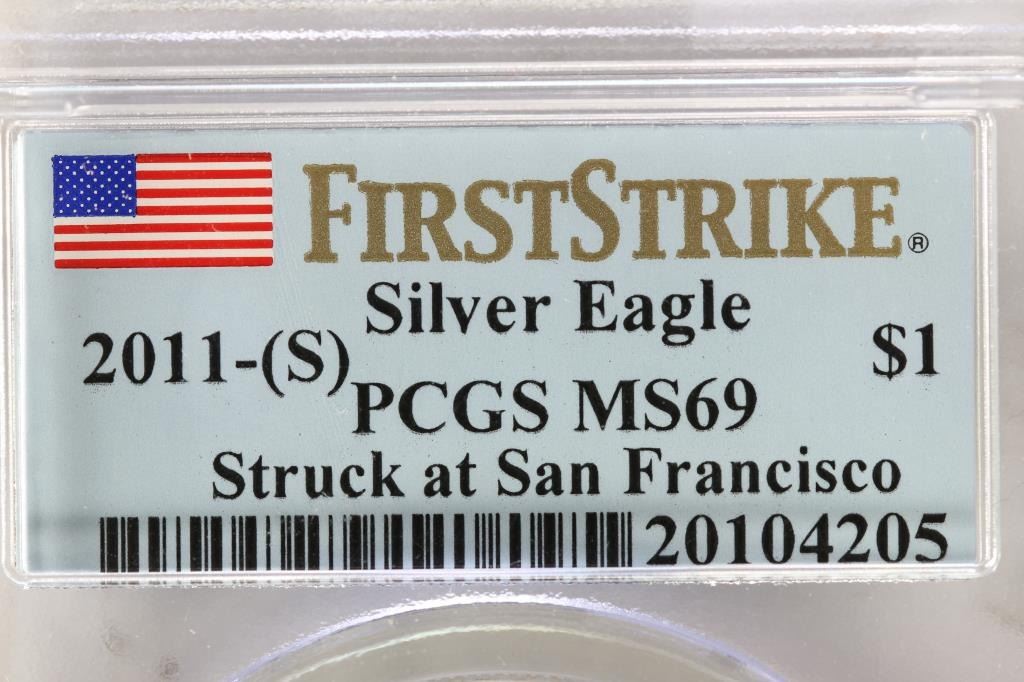 FIRSTSTRIKE®
Silver Eagle
2011-(S) $1
PCGS MS69
Struck at San Francisco
20104205